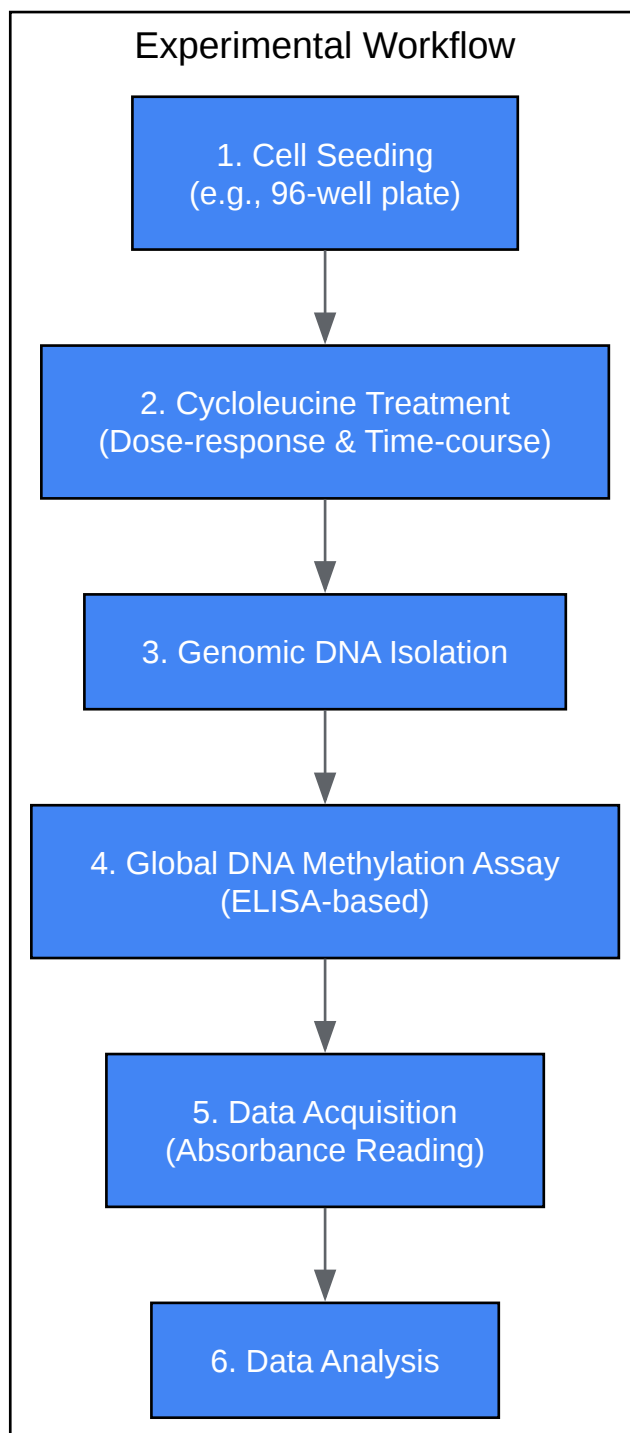 Experimental Workflow
1. Cell Seeding
(e.g., 96-well plate)
2. Cycloleucine Treatment
(Dose-response & Time-course)
3. Genomic DNA Isolation
4. Global DNA Methylation Assay
(ELISA-based)
5. Data Acquisition
(Absorbance Reading)
6. Data Analysis